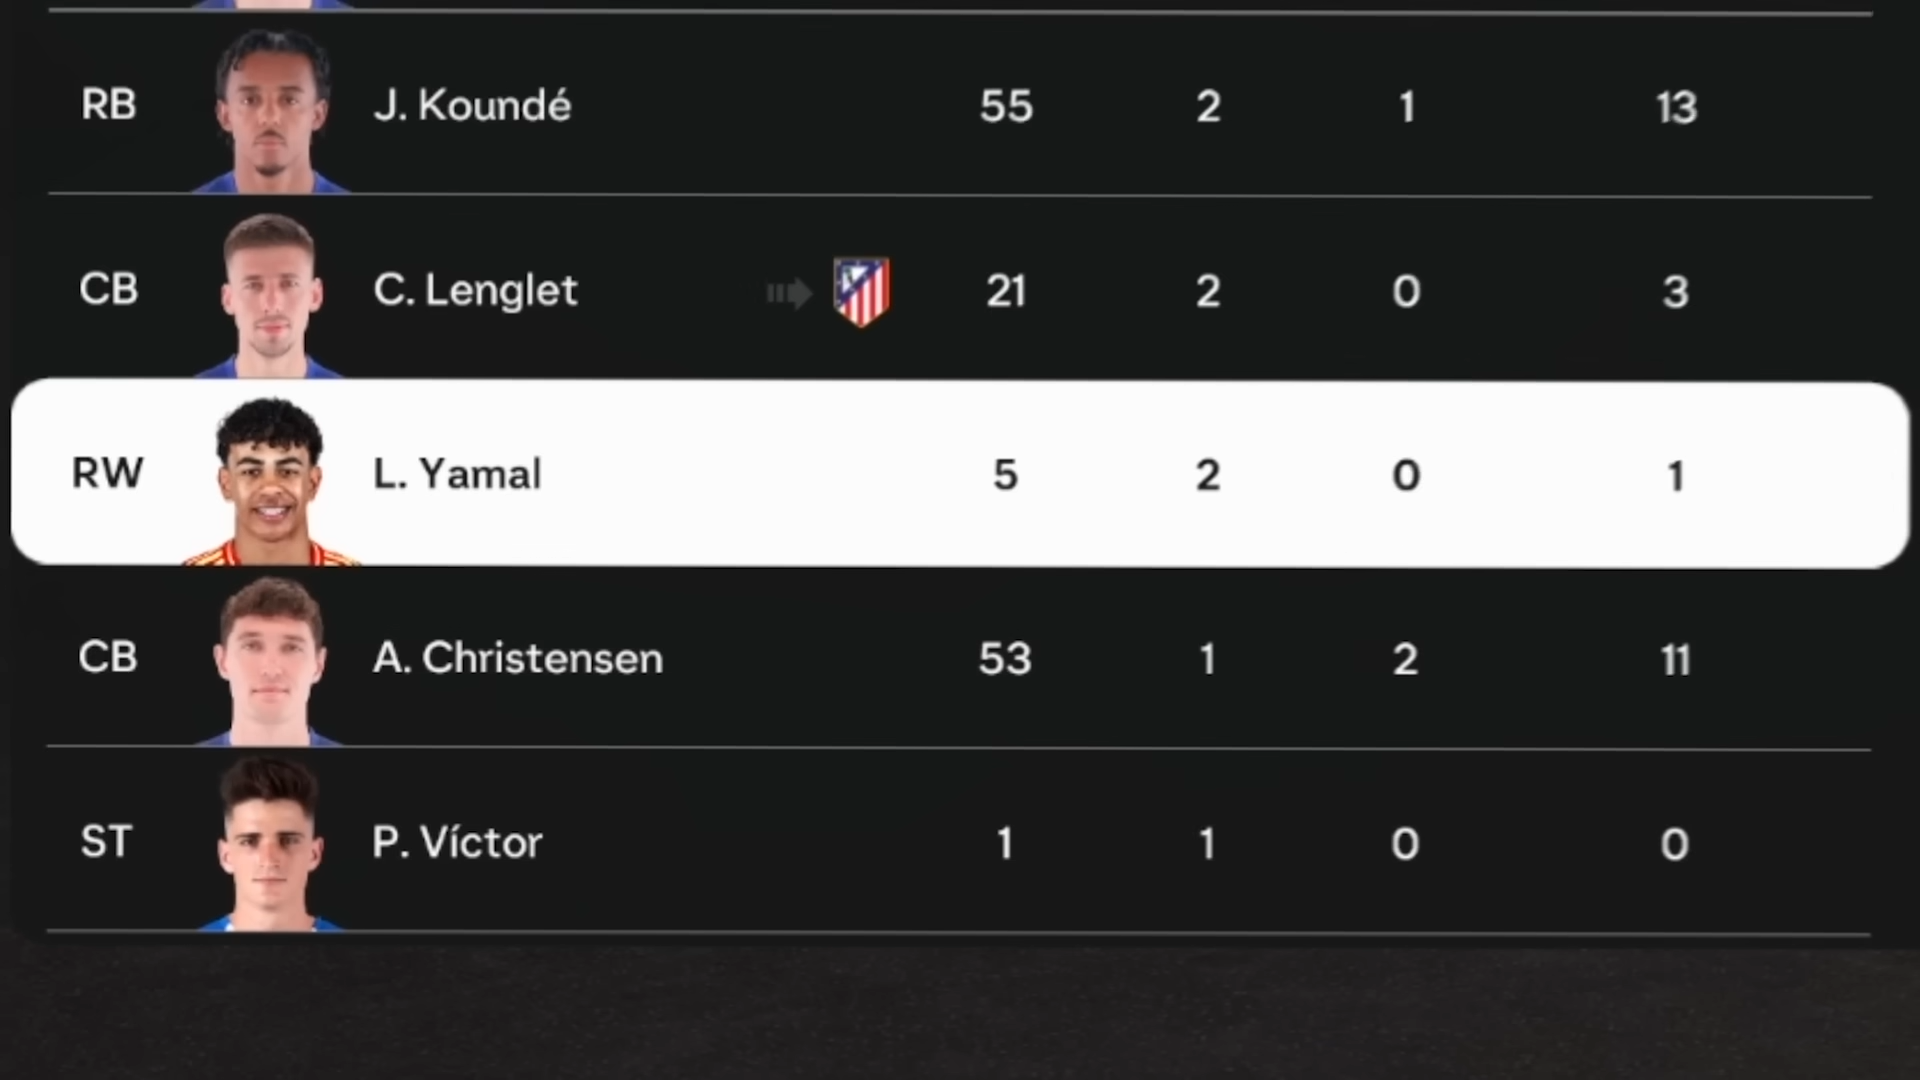 RB J. Koundé 55 2 1 13
CB C. Lenglet 21 2 0 3
RW L. Yamal 5 2 0 1
CB A. Christensen 53 1 2 11
ST P. Víctor 1 1 0 0